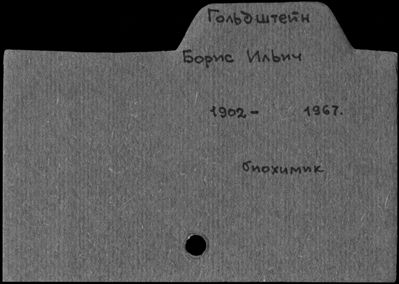 Гольдштейн
Борис Ильич
1902- 1967.
биохимик